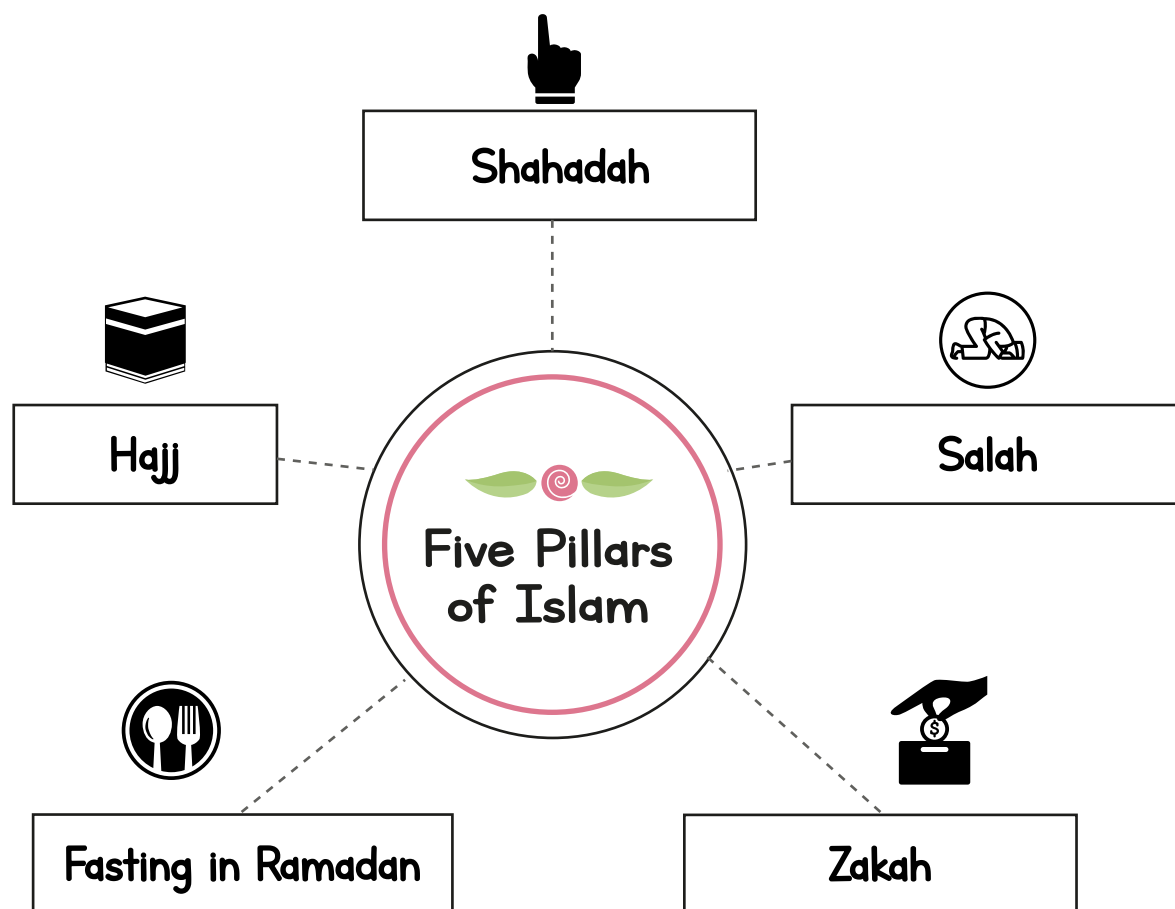 Shahadah
Hajj
Salah
Five Pillars
of Islam
$
Fasting in Ramadan
Zakah